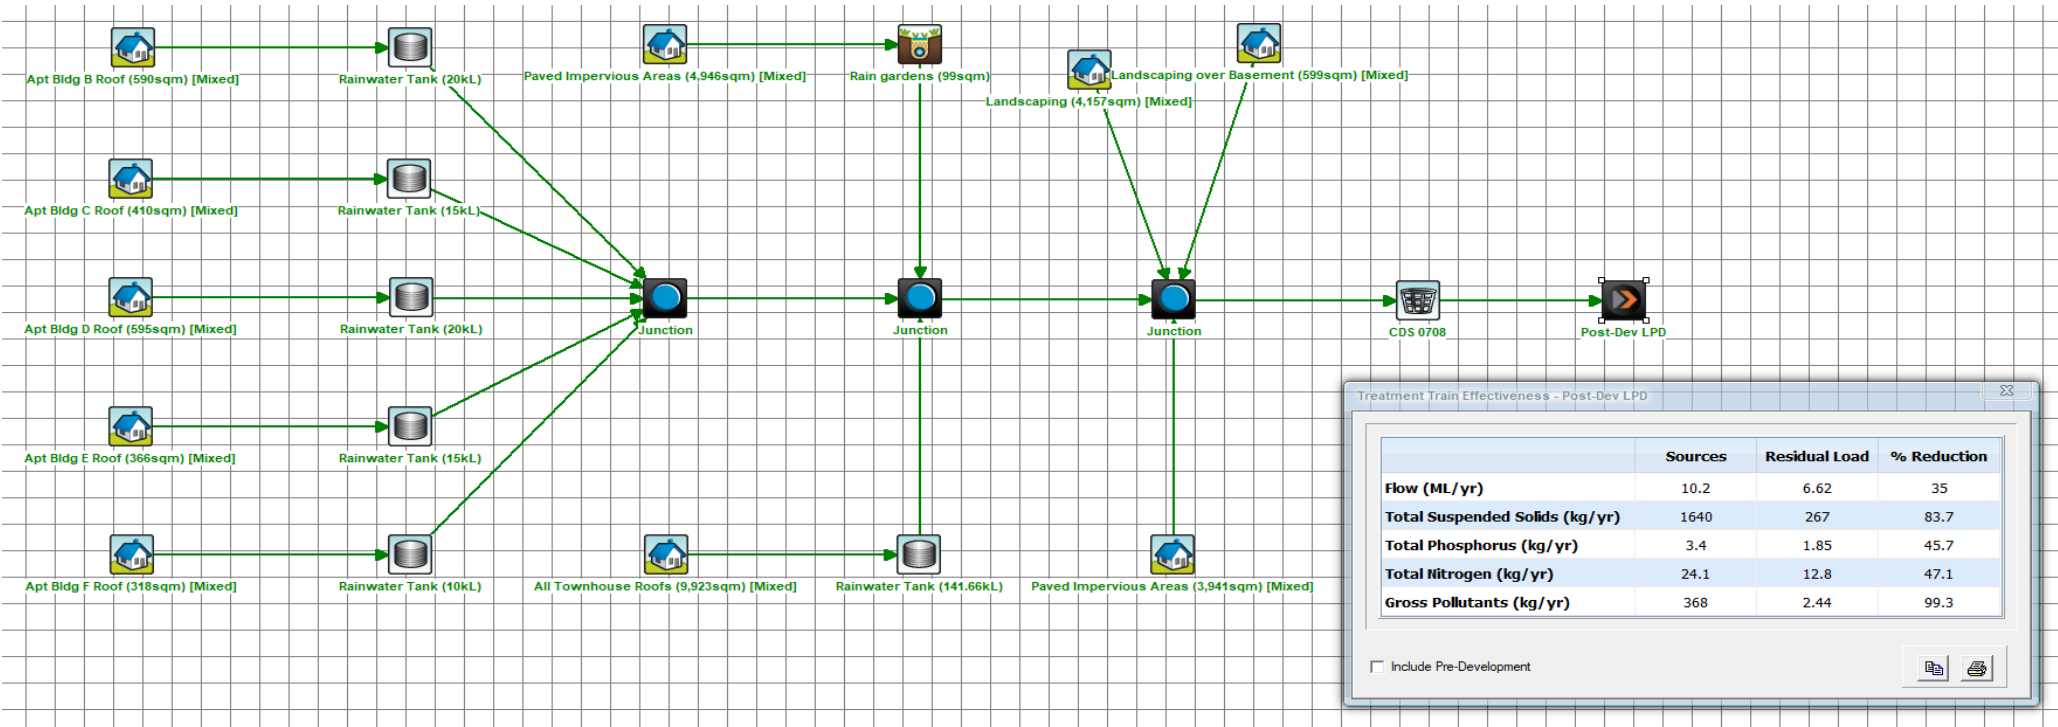 Apt Bldg B Roof (590sqm) [Mixed]
Rainwater Tank (20kL)
Paved Impervious Areas (4,946sqm) [Mixed]
Rain gardens (99sqm)
Landscaping over Basement (599sqm) [Mixed]
Landscaping (4,157sqm) [Mixed]
Apt Bldg C Roof (410sqm) [Mixed]
Rainwater Tank (15kL)
Apt Bldg D Roof (595sqm) [Mixed]
Rainwater Tank (20kL)
Junction
Junction
Junction
CDS 0708
Post-Dev LPD
Apt Bldg E Roof (366sqm) [Mixed]
Rainwater Tank (15kL)
Apt Bldg F Roof (318sqm) [Mixed]
Rainwater Tank (10kL)
All Townhouse Roofs (9,923sqm) [Mixed]
Rainwater Tank (141.66kL)
Paved Impervious Areas (3,941sqm) [Mixed]
Treatment Train Effectiveness - Post-Dev LPD
Sources Residual Load % Reduction
Flow (ML/yr) 10.2 6.62 35
Total Suspended Solids (kg/yr) 1640 267 83.7
Total Phosphorus (kg/yr) 3.4 1.85 45.7
Total Nitrogen (kg/yr) 24.1 12.8 47.1
Gross Pollutants (kg/yr) 368 2.44 99.3
Include Pre-Development